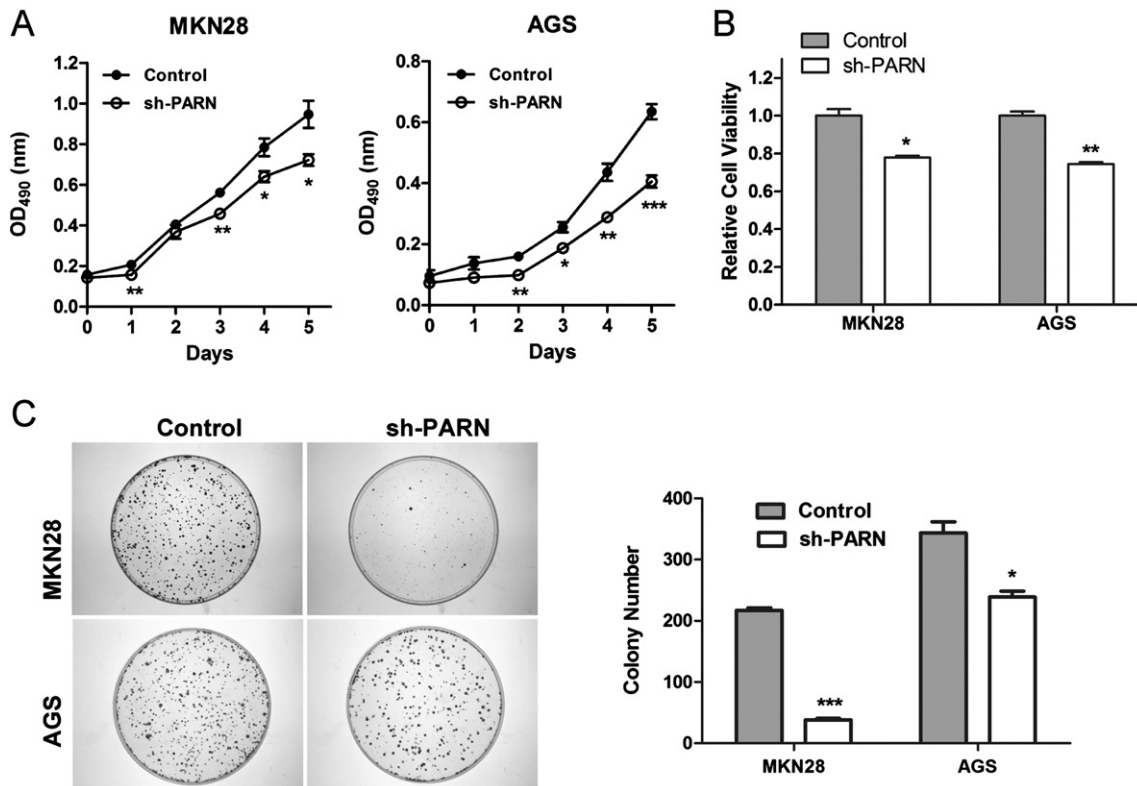 A
MKN28
Control
sh-PARN
OD490 (nm)
1.2
1.0
0.8
0.6
0.4
0.2
0.0
0 1 2 3 4 5
Days
** ** * *
AGS
Control
sh-PARN
OD490 (nm)
0.8
0.6
0.4
0.2
0.0
0 1 2 3 4 5
Days
** * ** ***
B
Control
sh-PARN
Relative Cell Viability
1.2
1.0
0.8
0.6
0.4
0.2
0.0
* **
MKN28 AGS
C
Control sh-PARN
MKN28
AGS
Control
sh-PARN
Colony Number
400
300
200
100
0
*** *
MKN28 AGS